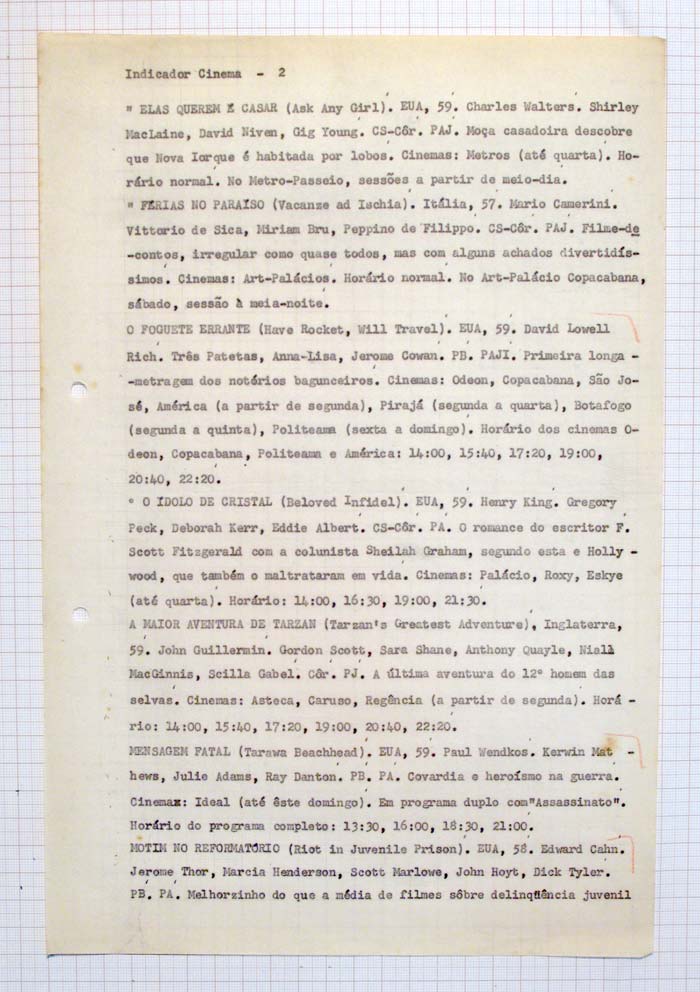 Indicador Cinema - 2
" ELAS QUEREM É CASAR (Ask Any Girl). EUA, 59. Charles Walters. Shirley
MacLaine, David Niven, Gig Young. CS-Côr. PAJ. Moça casadoira descobre
que Nova Iorque é habitada por lobos. Cinemas: Metros (até quarta). Ho-
rário normal. No Metro-Passeio, sessões a partir de meio-dia.
" FÉRIAS NO PARAÍSO (Vacanze ad Ischia). Itália, 57. Mario Camerini.
Vittorio de Sica, Miriam Bru, Peppino de Filippo. CS-Côr. PAJ. Filme-de
-contos, irregular como quase todos, mas com alguns achados divertidís-
simos. Cinemas: Art-Palácios. Horário normal. No Art-Palácio Copacabana,
sábado, sessão à meia-noite.
O FOGUETE ERRANTE (Have Rocket, Will Travel). EUA, 59. David Lowell
Rich. Três Patetas, Anna-Lisa, Jerome Cowan. PB. PAJI. Primeira longa -
-metragem dos notórios bagunceiros. Cinemas: Odeon, Copacabana, São Jo-
sé, América (a partir de segunda), Pirajá (segunda a quarta), Botafogo
(segunda a quinta), Politeama (sexta a domingo). Horário dos cinemas O-
deon, Copacabana, Politeama e América: 14:00, 15:40, 17:20, 19:00,
20:40, 22:20.
* O ÍDOLO DE CRISTAL (Beloved Infidel). EUA, 59. Henry King. Gregory
Peck, Deborah Kerr, Eddie Albert. CS-Côr. PA. O romance do escritor F.
Scott Fitzgerald com a colunista Sheilah Graham, segundo esta e Holly -
wood, que também o maltrataram em vida. Cinemas: Palácio, Roxy, Eskye
(até quarta). Horário: 14:00, 16:30, 19:00, 21:30.
A MAIOR AVENTURA DE TARZAN (Tarzan's Greatest Adventure). Inglaterra,
59. John Guillermin. Gordon Scott, Sara Shane, Anthony Quayle, Niall
MacGinnis, Scilla Gabel. Côr. PJ. A última aventura do 12º homem das
selvas. Cinemas: Asteca, Caruso, Regência (a partir de segunda). Horá -
rio: 14:00, 15:40, 17:20, 19:00, 20:40, 22:20.
MENSAGEM FATAL (Tarawa Beachhead). EUA, 59. Paul Wendkos. Kerwin Mat -
hews, Julie Adams, Ray Danton. PB. PA. Covardia e heroísmo na guerra.
Cinemax: Ideal (até êste domingo). Em programa duplo com"Assassinato".
Horário do programa completo: 13:30, 16:00, 18:30, 21:00.
MOTIM NO REFORMATÓRIO (Riot in Juvenile Prison). EUA, 58. Edward Cahn.
Jerome Thor, Marcia Henderson, Scott Marlowe, John Hoyt, Dick Tyler.
PB. PA. Melhorzinho do que a média de filmes sôbre delinqüência juvenil